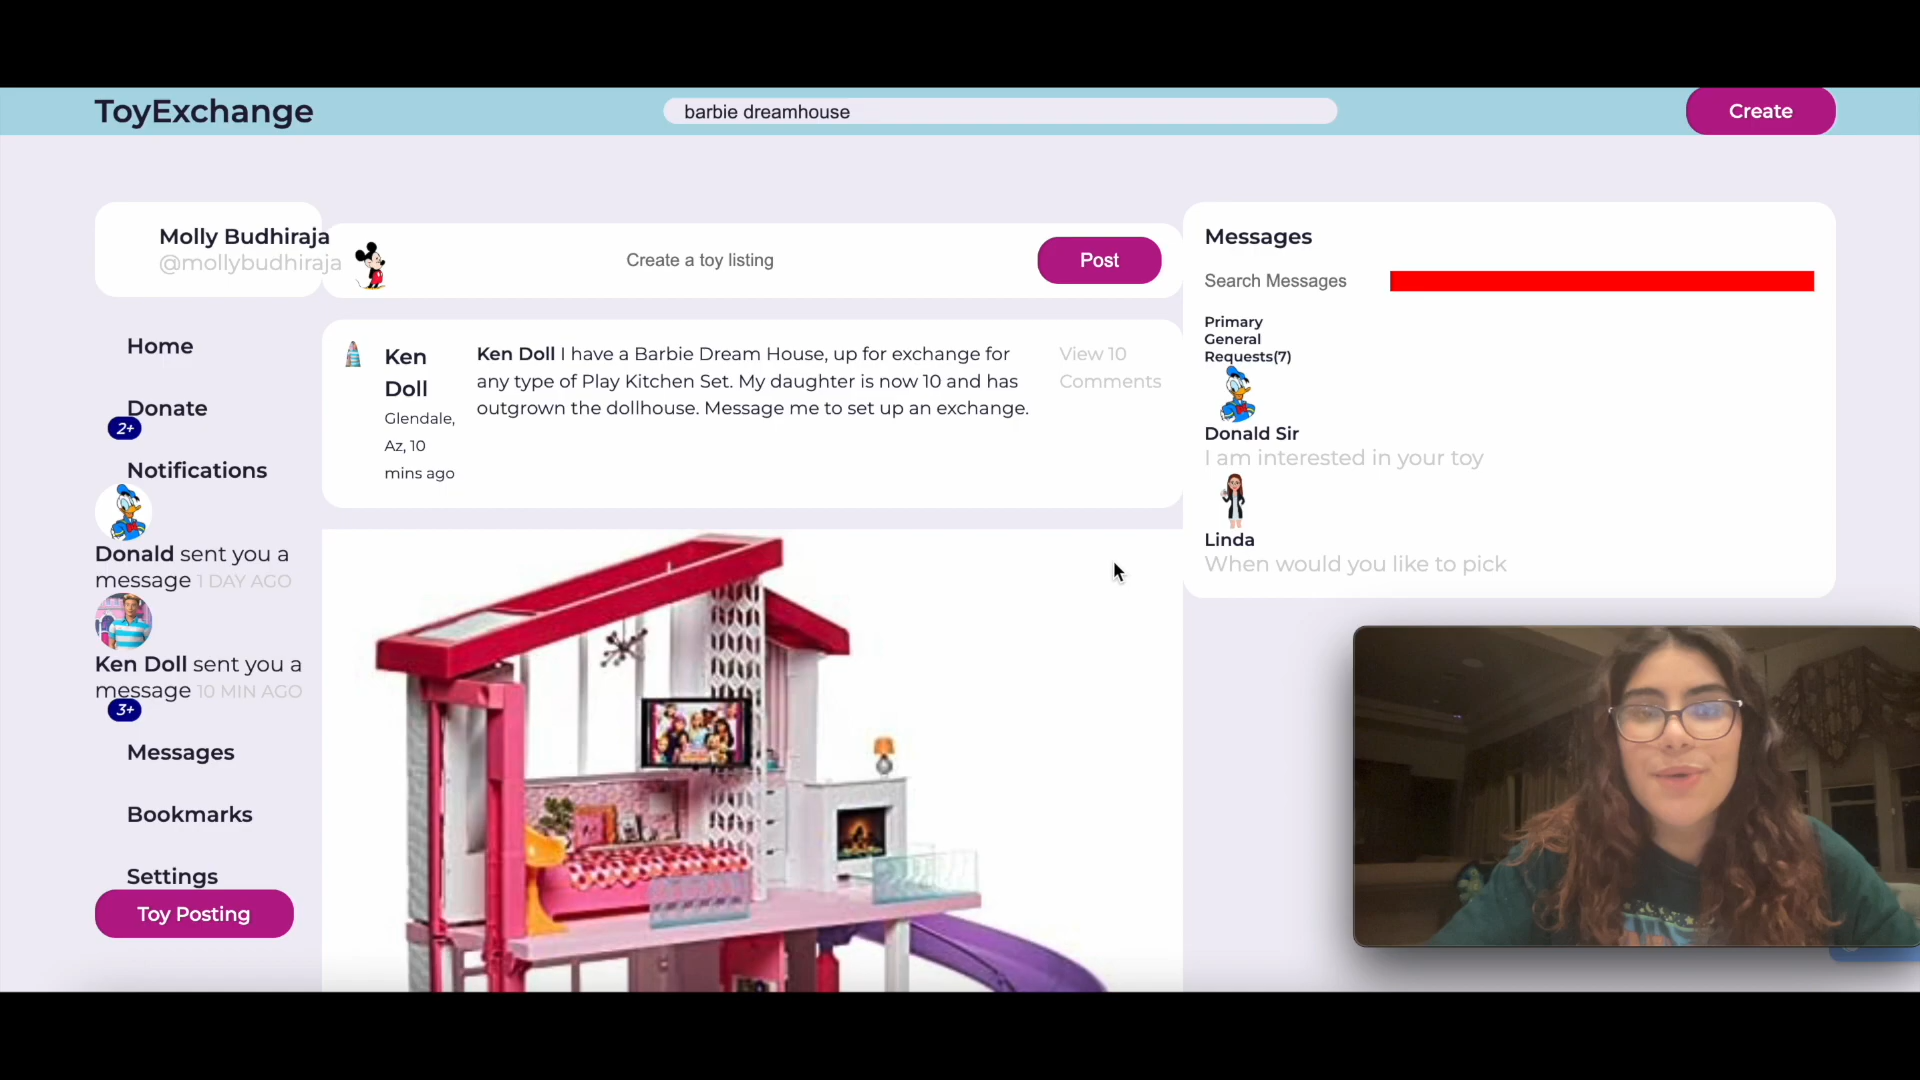 ToyExchange
barbie dreamhouse
Create
Molly Budhiraja
@mollybudhiraja
Home
Donate
2+
Notifications
Donald sent you a
message 1 DAY AGO
Ken Doll sent you a
message 10 MIN AGO
3+
Messages
Bookmarks
Settings
Toy Posting
Create a toy listing
Post
Ken
Doll
Glendale,
Az, 10
mins ago
Ken Doll I have a Barbie Dream House, up for exchange for
any type of Play Kitchen Set. My daughter is now 10 and has
outgrown the dollhouse. Message me to set up an exchange.
View 10
Comments
Messages
Search Messages
Primary
General
Requests(7)
Donald Sir
I am interested in your toy
Linda
When would you like to pick